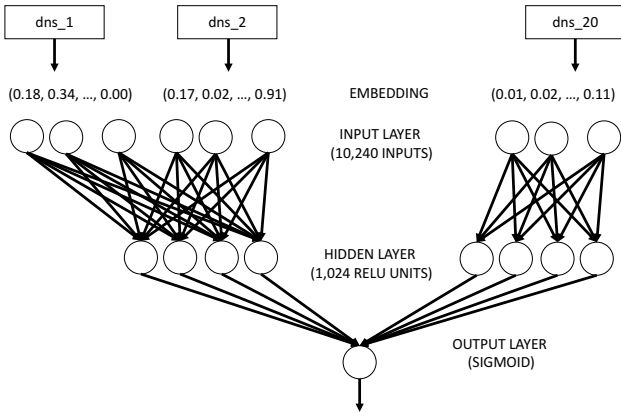 dns_1
dns_2
dns_20
(0.18, 0.34, ..., 0.00)
(0.17, 0.02, ..., 0.91)
EMBEDDING
(0.01, 0.02, ... 0.11)
INPUT LAYER
(10,240 INPUTS)
HIDDEN LAYER
(1,024 RELU UNITS)
OUTPUT LAYER
(SIGMOID)